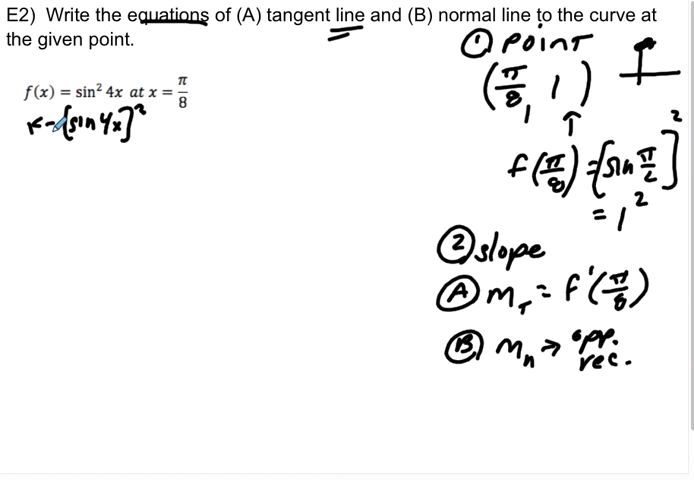 E2) Write the equations of (A) tangent line and (B) normal line to the curve at
the given point.
① POINT
f(x) = sin² 4x at x = π/8
(π/8, 1)
[sin 4x]²
f(π/8) = [sin π/2]²
= 1²
② slope
Ⓐ m_T = f'(π/8)
Ⓑ m_n → opp.
rec.